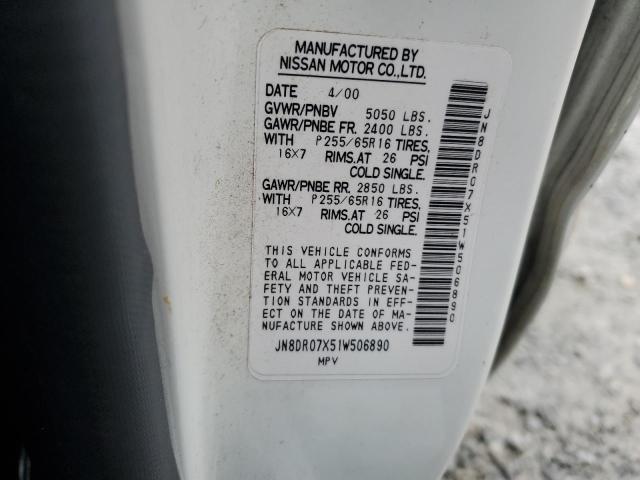 MANUFACTURED BY
NISSAN MOTOR CO.,LTD.
DATE 4/00
GVWR/PNBV 5050 LBS.
GAWR/PNBE FR. 2400 LBS.
WITH P255/65R16 TIRES,
16X7 RIMS.AT 26 PSI
COLD SINGLE.
GAWR/PNBE RR. 2850 LBS.
WITH P255/65R16 TIRES,
16X7 RIMS.AT 26 PSI
COLD SINGLE.
THIS VEHICLE CONFORMS
TO ALL APPLICABLE FED-
ERAL MOTOR VEHICLE SA-
FETY AND THEFT PREVEN-
TION STANDARDS IN EFF-
ECT ON THE DATE OF MA-
NUFACTURE SHOWN ABOVE.
JN8DR07X51W506890
MPV
JN8DR07X51W506890